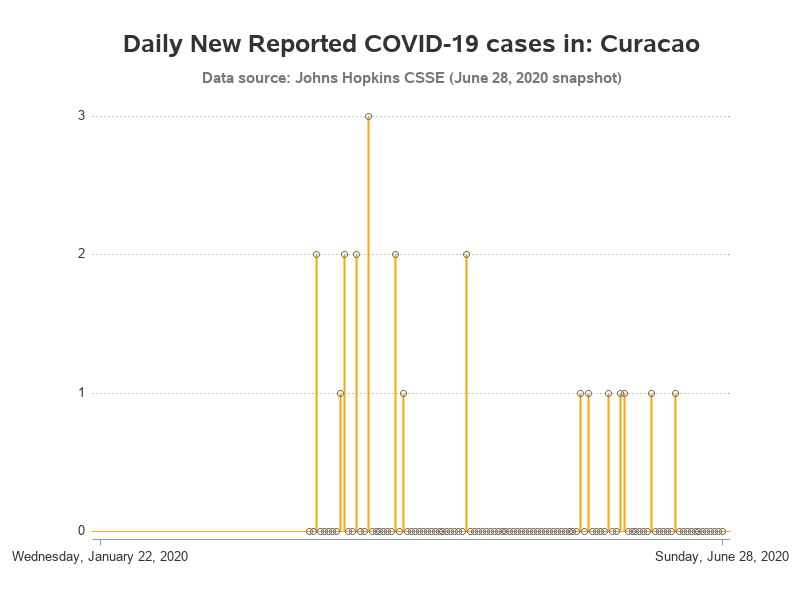 Daily New Reported COVID-19 cases in: Curacao
Data source: Johns Hopkins CSSE (June 28, 2020 snapshot)
3
2
1
0
Wednesday, January 22, 2020
Sunday, June 28, 2020